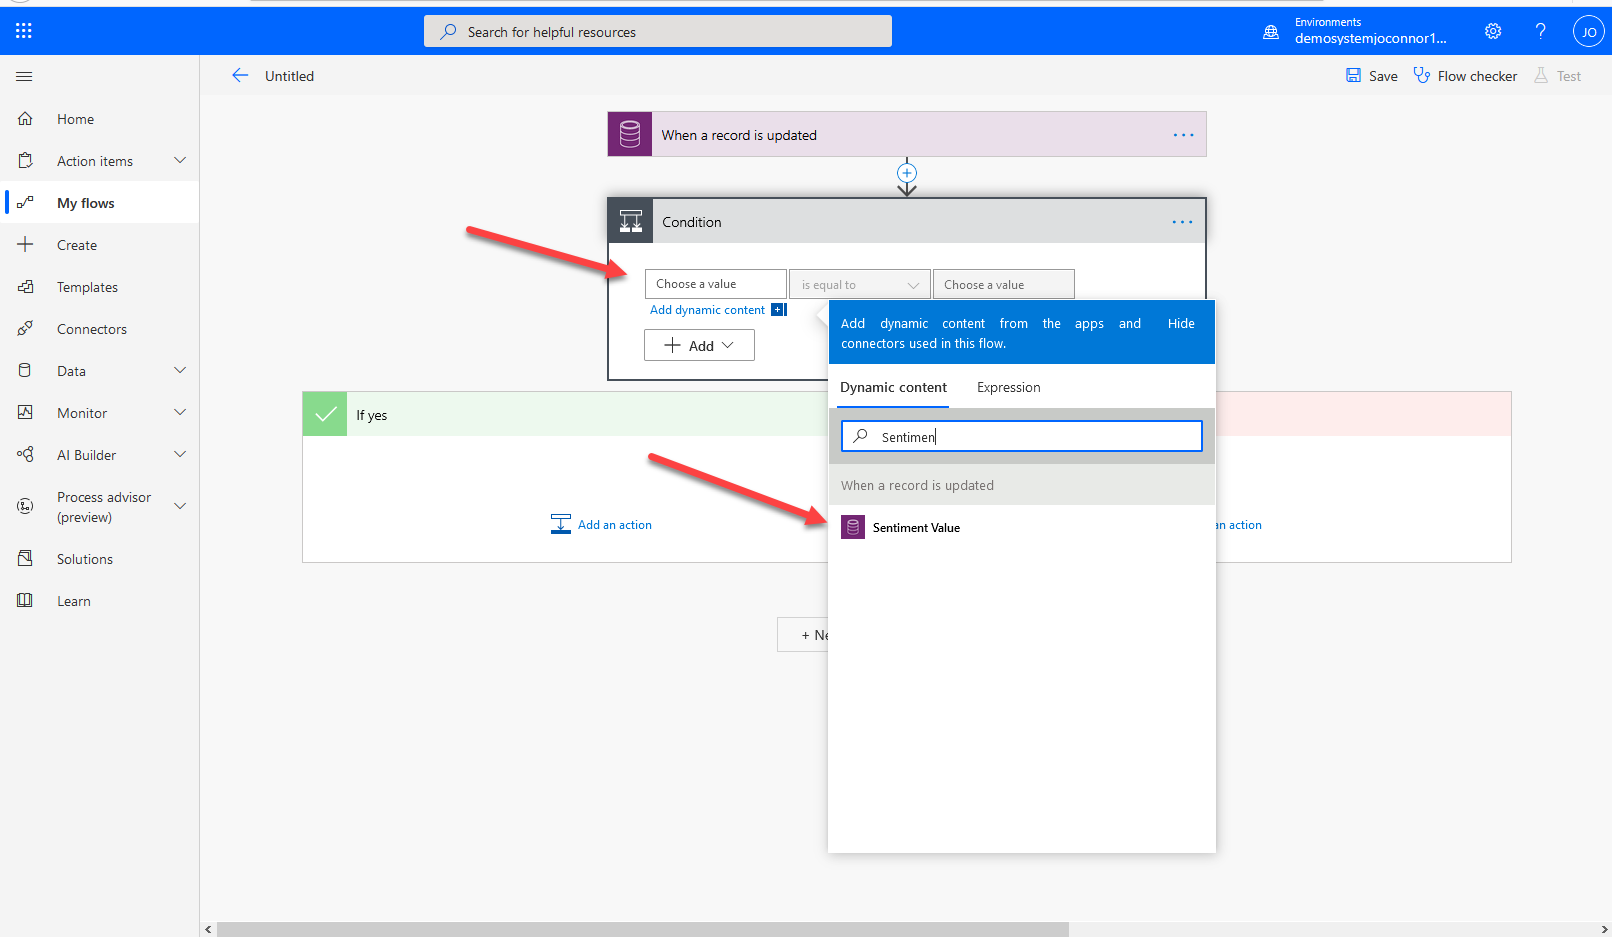 Search for helpful resources
Environments
demosystemjoconnor1...
?
JO
Untitled
Save
Flow checker
Test
Home
Action items
My flows
Create
Templates
Connectors
Data
Monitor
AI Builder
Process advisor
(preview)
Solutions
Learn
When a record is updated
Condition
Choose a value
is equal to
Choose a value
Add dynamic content
Add
If yes
Add an action
Add dynamic content from the apps and
connectors used in this flow.
Hide
Dynamic content
Expression
Sentimen
When a record is updated
Sentiment Value
n action
+ Ne